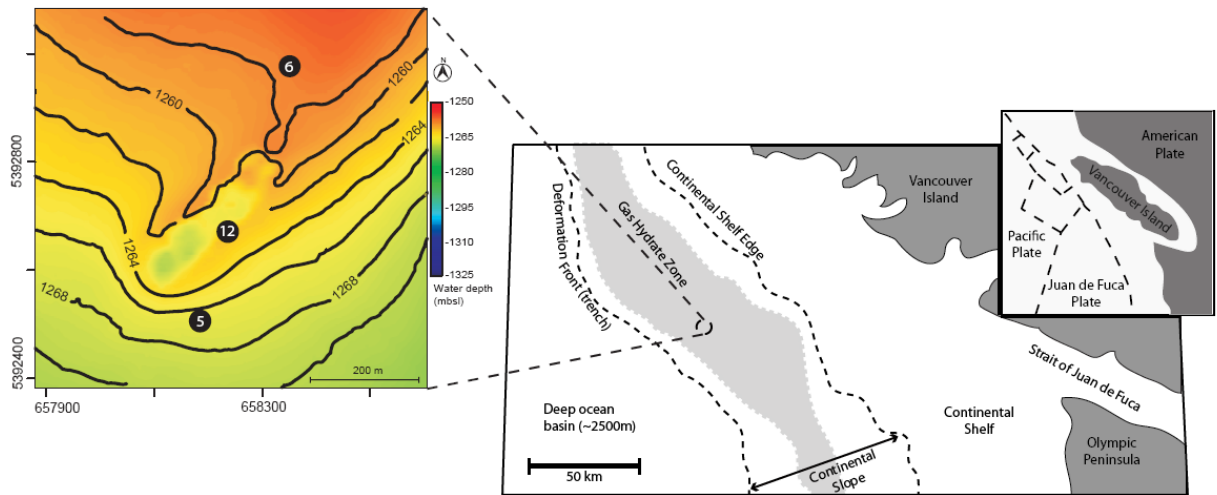 6
N
1260
1260
1264
12
1264
1268
1268
5
200 m
5392800
5392400
657900
658300
-1250
-1265
-1280
-1295
-1310
-1325
Water depth
(mbsl)
Deformation Front (trench)
Gas Hydrate Zone
Continental Shelf Edge
Vancouver
Island
American
Plate
Vancouver Island
Pacific
Plate
Juan de Fuca
Plate
Strait of Juan de
Fuca
Deep ocean
basin (~2500m)
50 km
Continental
Slope
Continental
Shelf
Olympic
Peninsula